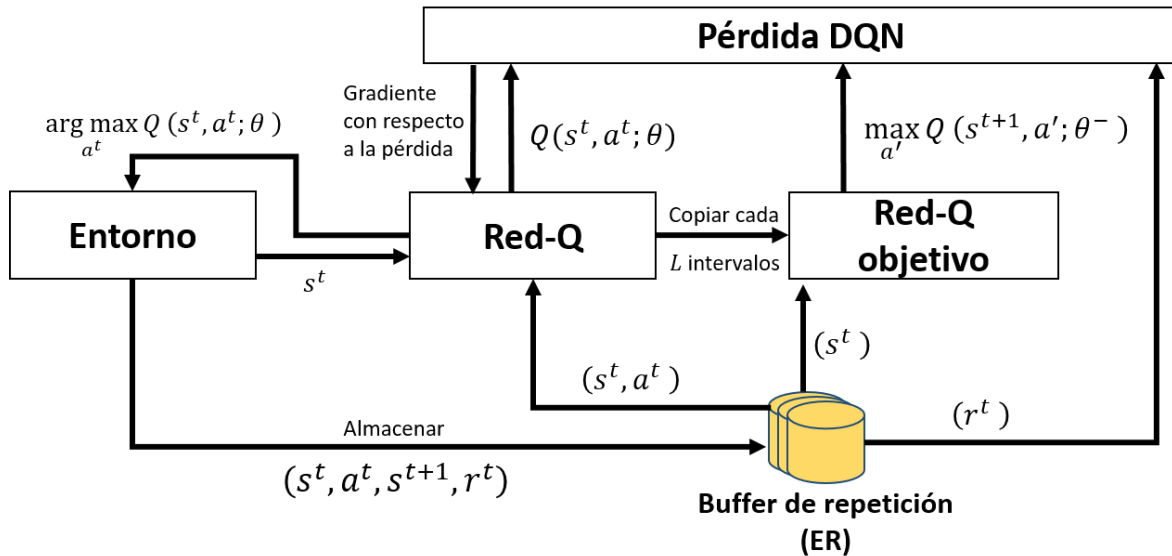 Pérdida DQN
Gradiente
con respecto
a la pérdida
arg max Q (s^t, a^t; θ )
a^t
Q(s^t, a^t; θ)
max Q (s^{t+1}, a′; θ^−)
a′
Entorno
Red-Q
Copiar cada
L intervalos
Red-Q
objetivo
s^t
(s^t, a^t)
(s^t)
(r^t)
Almacenar
(s^t, a^t, s^{t+1}, r^t)
Buffer de repetición
(ER)